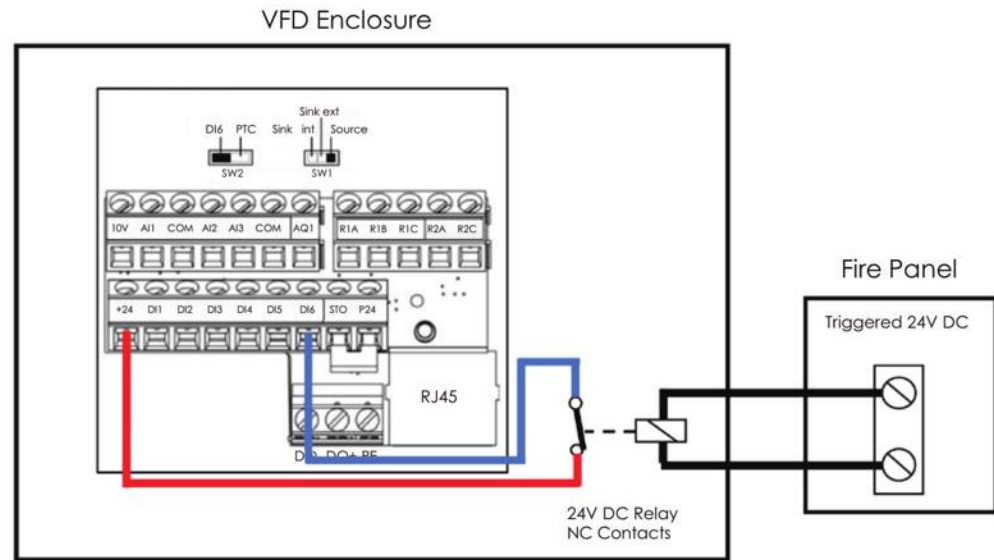 VFD Enclosure
Sink ext
DI6 PTC Sink int Source
SW2 SW1
10V AI1 COM AI2 AI3 COM AQ1 R1A R1B R1C R2A R2C
+24 DI1 DI2 DI3 DI4 DI5 DI6 STO P24
RJ45
DO+
24V DC Relay
NC Contacts
Fire Panel
Triggered 24V DC